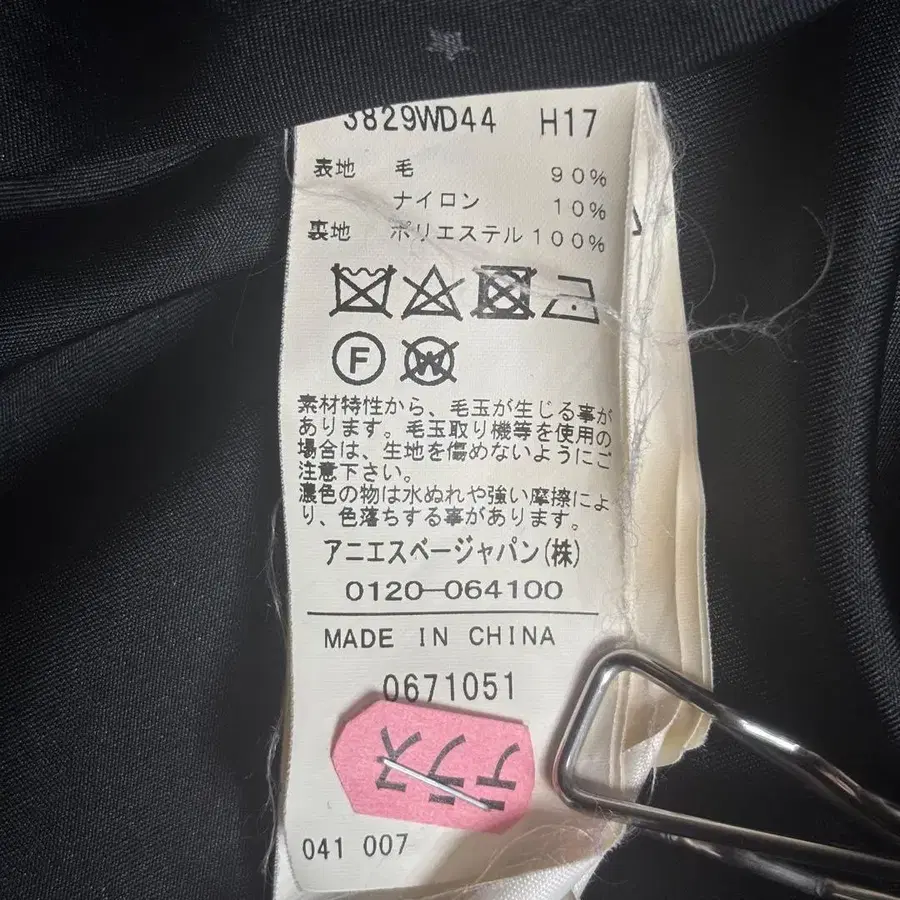 3829WD44 H17
表地 毛 90%
ナイロン 10%
裏地 ポリエステル 100%
F W
素材特性から、毛玉が生じる事が
あります。毛玉取り機等を使用の
場合は、生地を傷めないようにご
注意下さい。
濃色の物は水ぬれや強い摩擦によ
り、色落ちする事があります。
アニエスベージャパン(株)
0120-064100
MADE IN CHINA
0671051
テラス
041 007